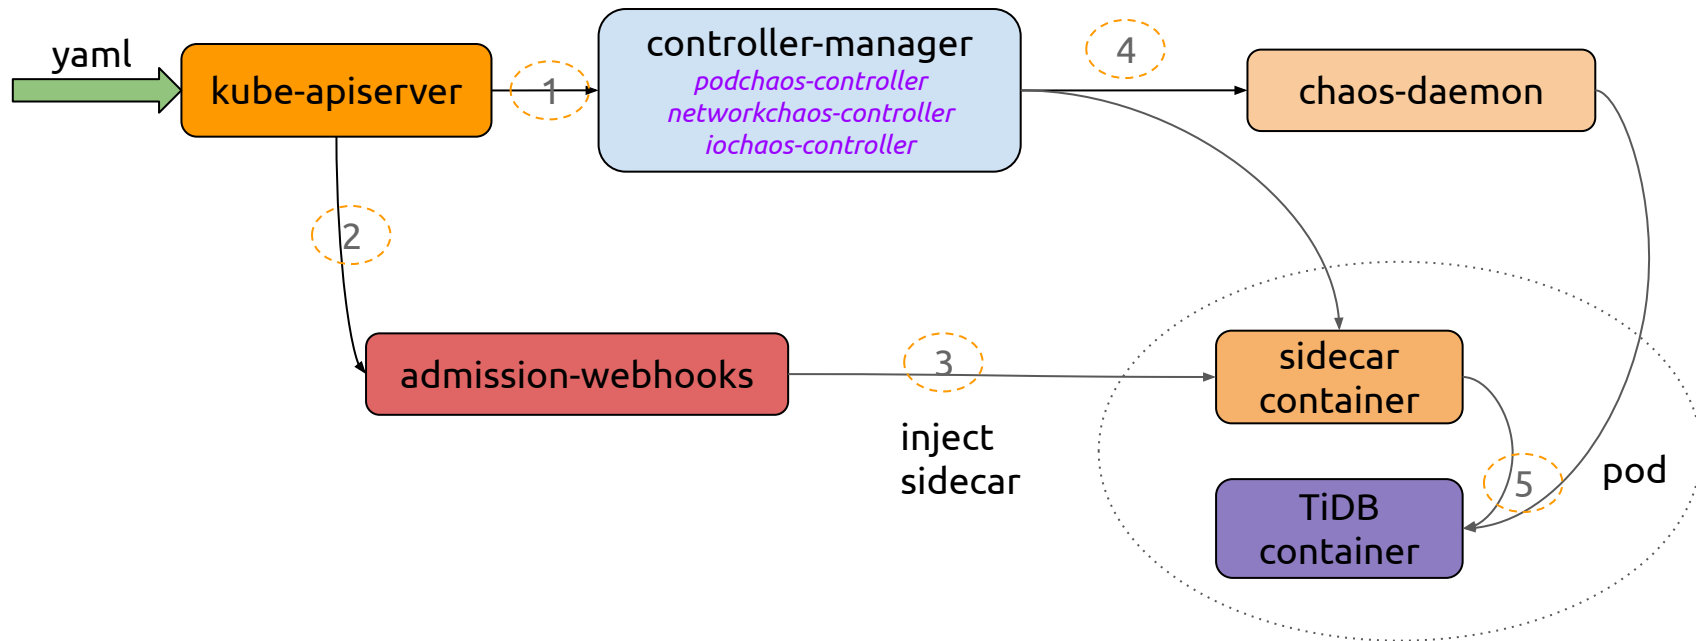 yaml
kube-apiserver
1
controller-manager
podchaos-controller
networkchaos-controller
iochaos-controller
4
chaos-daemon
2
admission-webhooks
3
inject
sidecar
sidecar
container
TiDB
container
5
pod